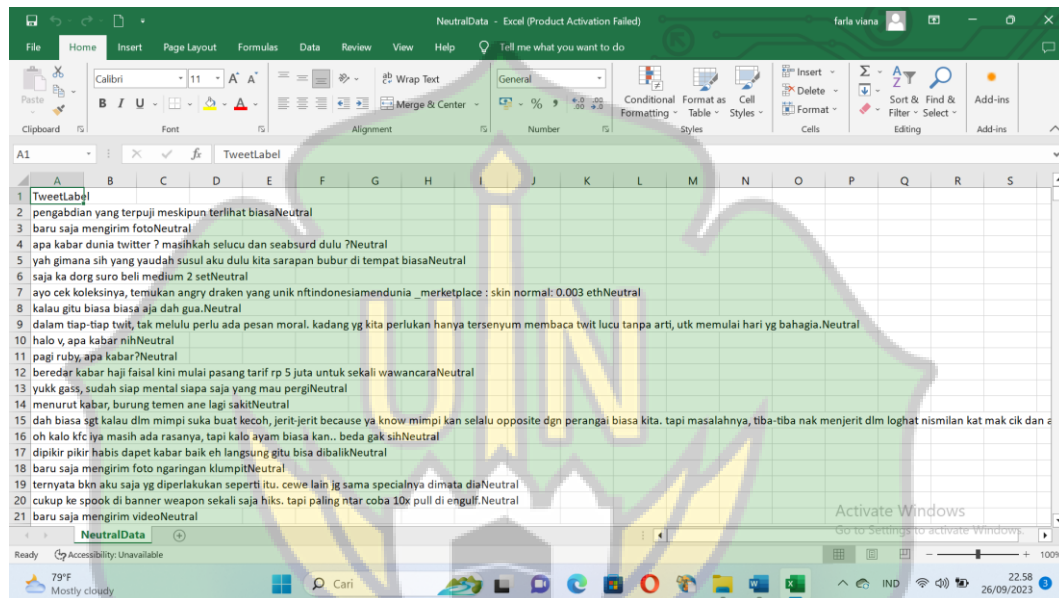 NeutralData - Excel (Product Activation Failed)
farla viana
File Home Insert Page Layout Formulas Data Review View Help Tell me what you want to do
Paste
Clipboard
Calibri 11
B I U
Font
Wrap Text
Merge & Center
Alignment
General
Number
Conditional Formatting
Format as Table
Cell Styles
Styles
Insert
Delete
Format
Cells
Sort & Filter
Find & Select
Editing
Add-ins
Add-ins
A1 fx TweetLabel
A B C D E F G H I J K L M N O P Q R S
1 TweetLabel
2 pengabdian yang terpuji meskipun terlihat biasaNeutral
3 baru saja mengirim fotoNeutral
4 apa kabar dunia twitter ? masihkah selucu dan seabsurd dulu ?Neutral
5 yah gimana sih yang yaudah susul aku dulu kita sarapan bubur di tempat biasaNeutral
6 saja ka dorg suro beli medium 2 setNeutral
7 ayo cek koleksinya, temukan angry draken yang unik nftindonesiamendunia _merketplace : skin normal: 0.003 ethNeutral
8 kalau gitu biasa biasa aja dah gua.Neutral
9 dalam tiap-tiap twit, tak melulu perlu ada pesan moral. kadang yg kita perlukan hanya tersenyum membaca twit lucu tanpa arti, utk memulai hari yg bahagia.Neutral
10 halo v, apa kabar nihNeutral
11 pagi ruby, apa kabar?Neutral
12 beredar kabar haji faisal kini mulai pasang tarif rp 5 juta untuk sekali wawancaraNeutral
13 yukk gass, sudah siap mental siapa saja yang mau pergiNeutral
14 menurut kabar, burung temen ane lagi sakitNeutral
15 dah biasa sgt kalau dlm mimpi suka buat kecoh, jerit-jerit because ya know mimpi kan selalu opposite dgn perangai biasa kita. tapi masalahnya, tiba-tiba nak menjerit dlm loghat nismilan kat mak cik dan a
16 oh kalo kfc iya masih ada rasanya, tapi kalo ayam biasa kan.. beda gak sihNeutral
17 dipikir pikir habis dapet kabar baik eh langsung gitu bisa dibalikNeutral
18 baru saja mengirim foto ngaringan klumpitNeutral
19 ternyata bkn aku saja yg diperlakukan seperti itu. cewe lain jg sama specialnya dimata diaNeutral
20 cukup ke spook di banner weapon sekali saja hiks. tapi paling ntar coba 10x pull di engulf.Neutral
21 baru saja mengirim videoNeutral
UIN
Activate Windows
Go to Settings to activate Windows.
NeutralData
Ready Accessibility: Unavailable
100%
79°F
Mostly cloudy
Cari
IND
22.58
26/09/2023
3